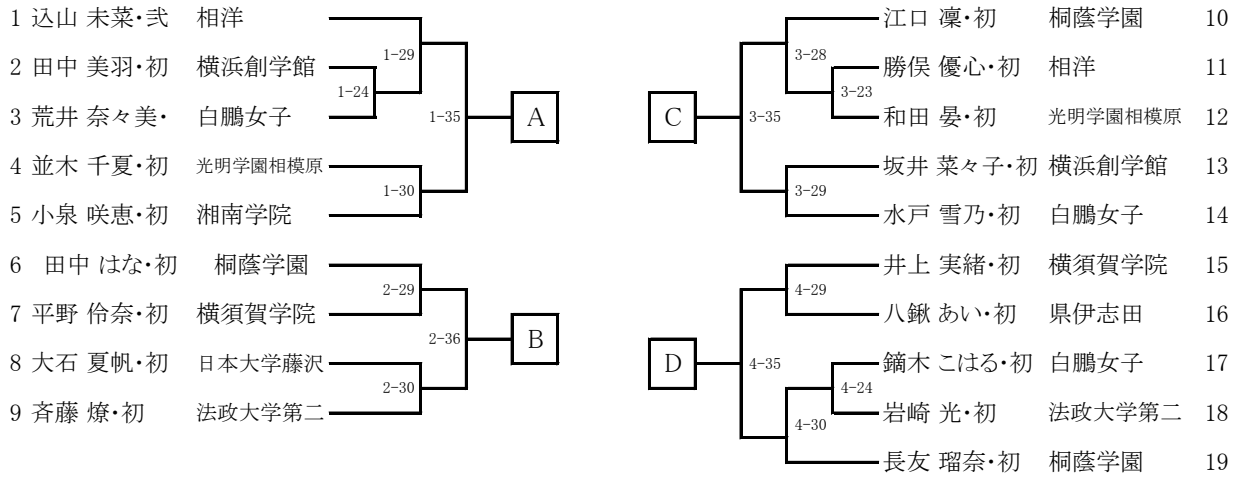 1 込山 未菜・弐 相洋
2 田中 美羽・初 横浜創学館
3 荒井 奈々美・ 白鵬女子
4 並木 千夏・初 光明学園相模原
5 小泉 咲恵・初 湘南学院
6 田中 はな・初 桐蔭学園
7 平野 伶奈・初 横須賀学院
8 大石 夏帆・初 日本大学藤沢
9 斉藤 燎・初 法政大学第二
1-29
1-24
1-35
1-30
2-29
2-36
2-30
A
B
C
D
3-28
3-23
3-35
3-29
4-29
4-35
4-24
4-30
江口 凜・初 桐蔭学園 10
勝俣 優心・初 相洋 11
和田 晏・初 光明学園相模原 12
坂井 菜々子・初 横浜創学館 13
水戸 雪乃・初 白鵬女子 14
井上 実緒・初 横須賀学院 15
八鍬 あい・初 県伊志田 16
鏑木 こはる・初 白鵬女子 17
岩崎 光・初 法政大学第二 18
長友 瑠奈・初 桐蔭学園 19